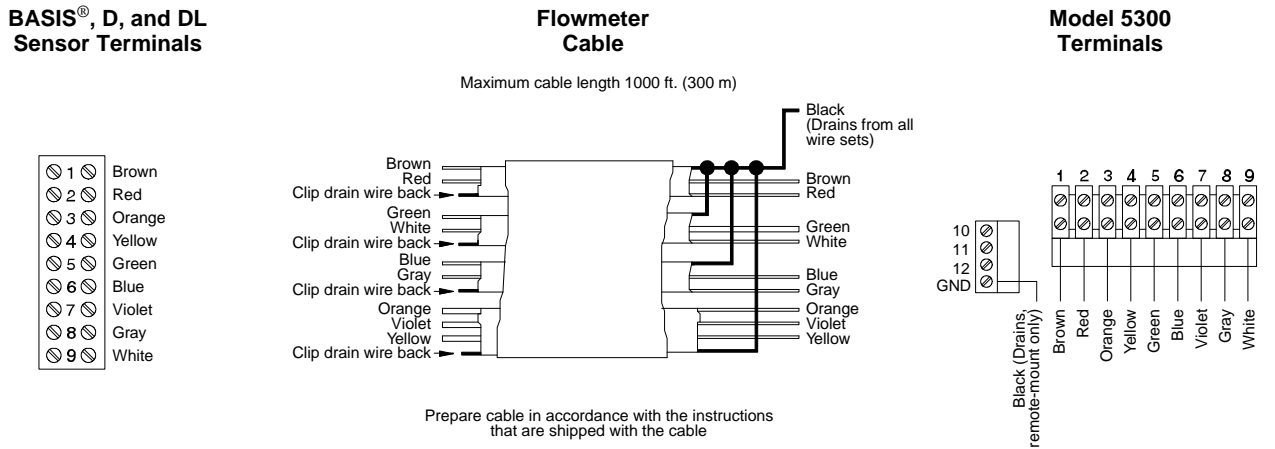 BASIS®, D, and DL
Sensor Terminals
1 Brown
2 Red
3 Orange
4 Yellow
5 Green
6 Blue
7 Violet
8 Gray
9 White
Flowmeter
Cable
Maximum cable length 1000 ft. (300 m)
Brown
Red
Clip drain wire back
Green
White
Clip drain wire back
Blue
Gray
Clip drain wire back
Orange
Violet
Yellow
Clip drain wire back
Black
(Drains from all
wire sets)
Brown
Red
Green
White
Blue
Gray
Orange
Violet
Yellow
Prepare cable in accordance with the instructions
that are shipped with the cable
Model 5300
Terminals
1 2 3 4 5 6 7 8 9
10
11
12
GND
Black (Drains,
remote-mount only)
Brown
Red
Orange
Yellow
Green
Blue
Violet
Gray
White